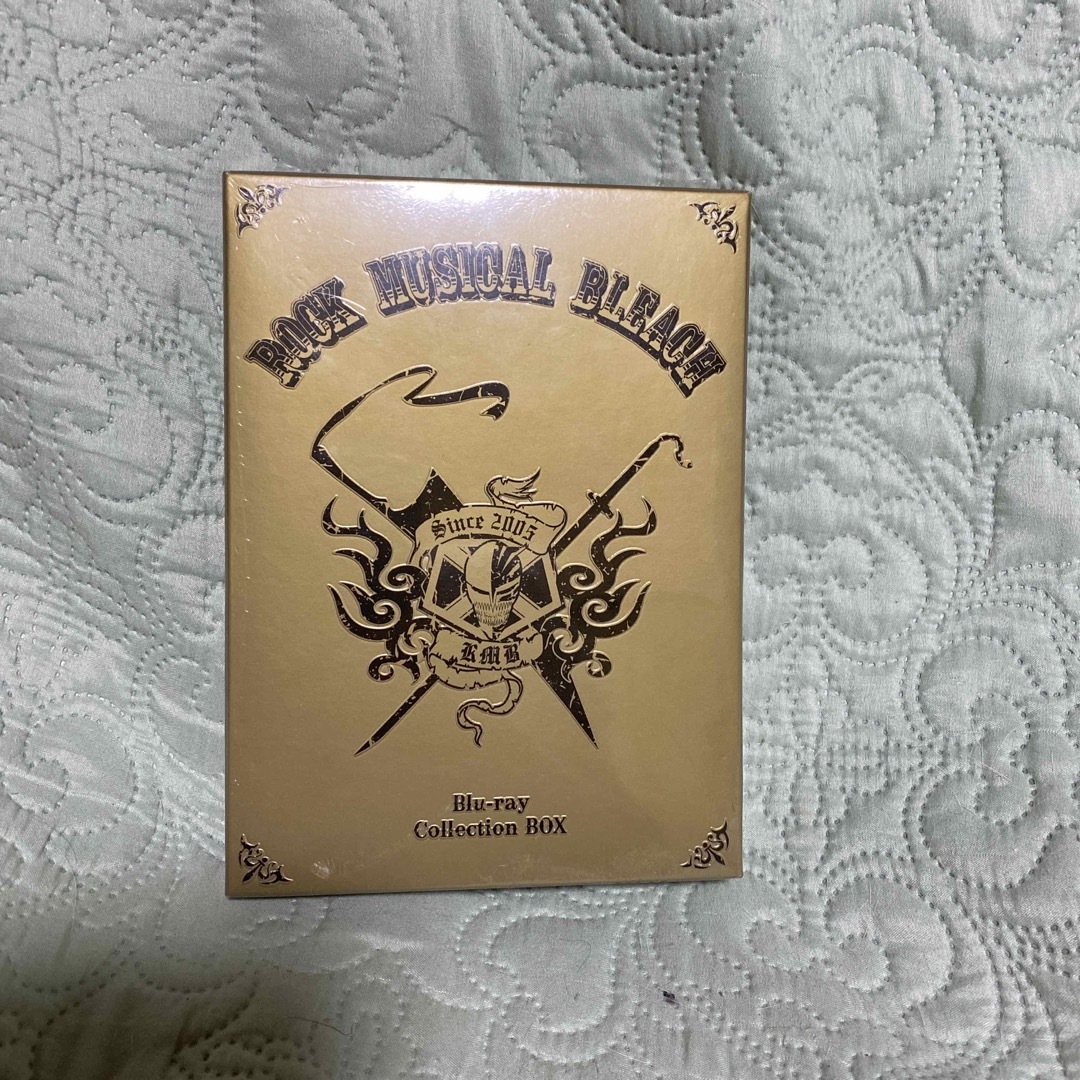 ROCK MUSICAL BLEACH
Since 2005
RMB
Blu-ray
Collection BOX